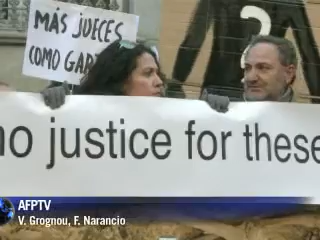 MÁS JUECES
COMO GAR
no justice for these
AFPTV
V. Grognou, F. Narancio